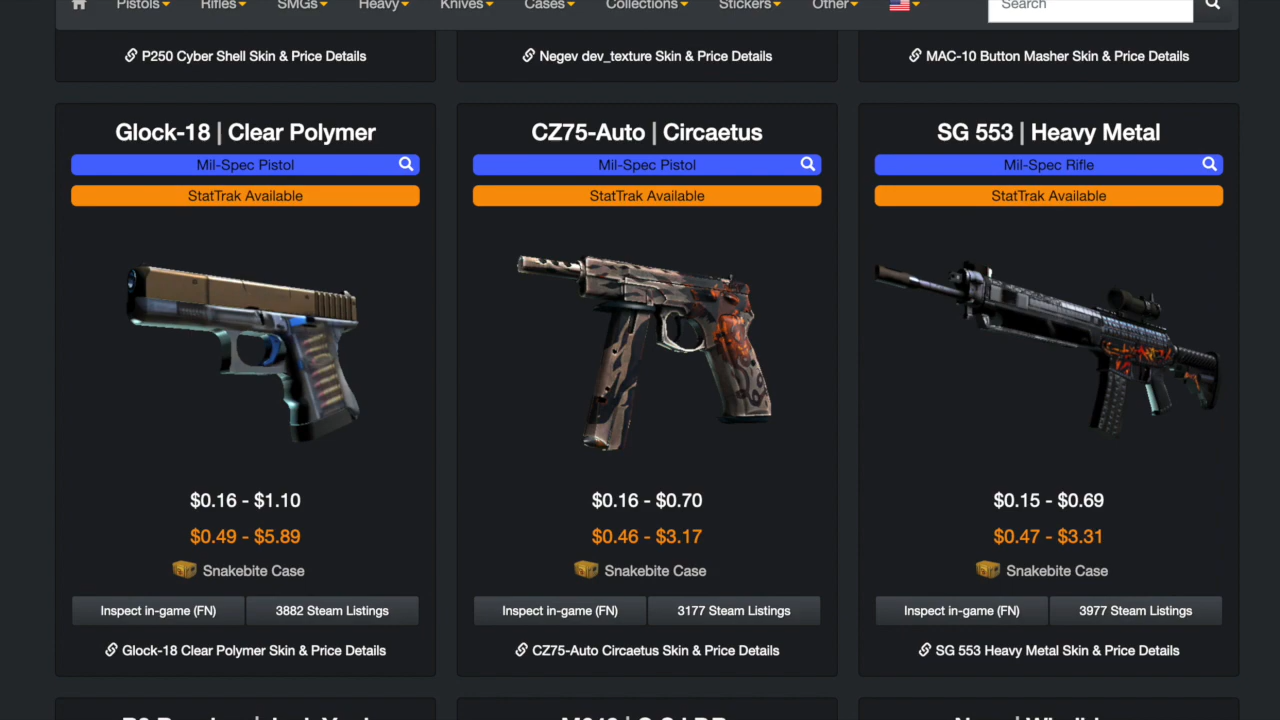 Pistols Rifles SMGs Heavy Knives Cases Collections Stickers Other Search
P250 Cyber Shell Skin & Price Details
Negev dev_texture Skin & Price Details
MAC-10 Button Masher Skin & Price Details
Glock-18 | Clear Polymer
Mil-Spec Pistol
StatTrak Available
$0.16 - $1.10
$0.49 - $5.89
Snakebite Case
Inspect in-game (FN) 3882 Steam Listings
Glock-18 Clear Polymer Skin & Price Details
CZ75-Auto | Circaetus
Mil-Spec Pistol
StatTrak Available
$0.16 - $0.70
$0.46 - $3.17
Snakebite Case
Inspect in-game (FN) 3177 Steam Listings
CZ75-Auto Circaetus Skin & Price Details
SG 553 | Heavy Metal
Mil-Spec Rifle
StatTrak Available
$0.15 - $0.69
$0.47 - $3.31
Snakebite Case
Inspect in-game (FN) 3977 Steam Listings
SG 553 Heavy Metal Skin & Price Details